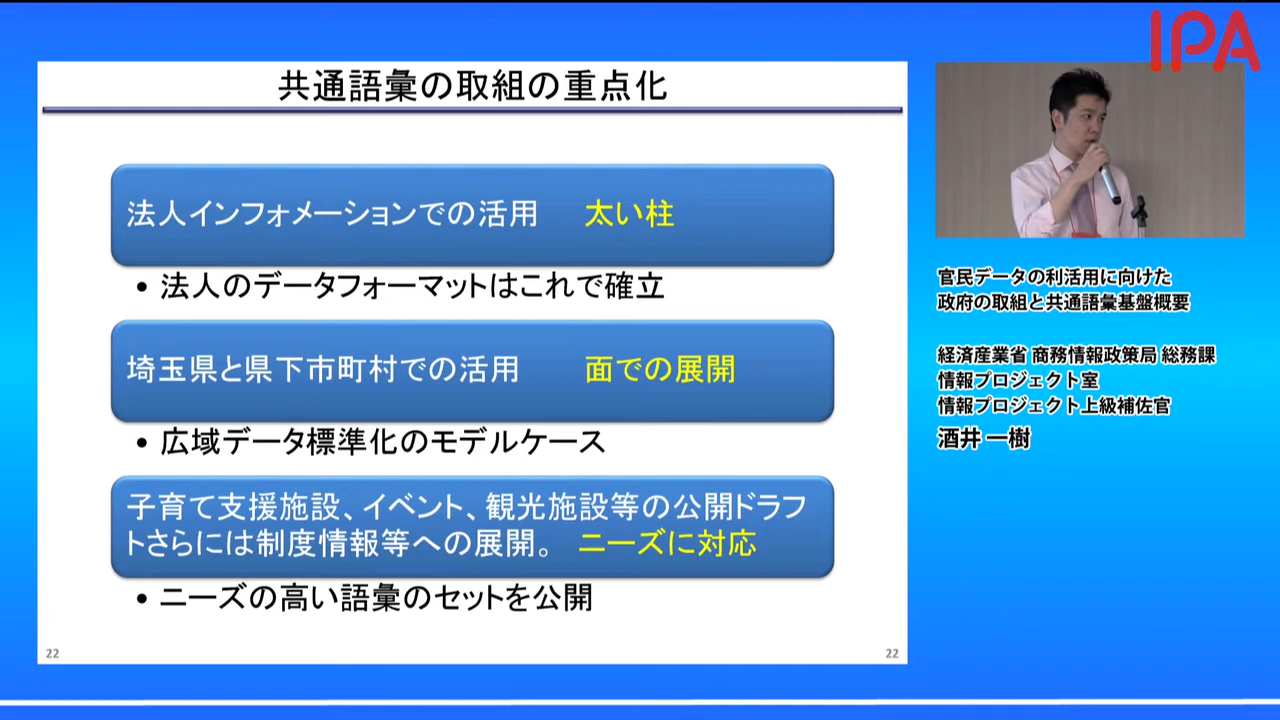 IPA
共通語彙の取組の重点化
法人インフォメーションでの活用 太い柱
• 法人のデータフォーマットはこれで確立
埼玉県と県下市町村での活用 面での展開
• 広域データ標準化のモデルケース
子育て支援施設、イベント、観光施設等の公開ドラフ
トさらには制度情報等への展開。 ニーズに対応
• ニーズの高い語彙のセットを公開
22
22
官民データの利活用に向けた
政府の取組と共通語彙基盤概要
経済産業省 商務情報政策局 総務課
情報プロジェクト室
情報プロジェクト上級補佐官
酒井 一樹